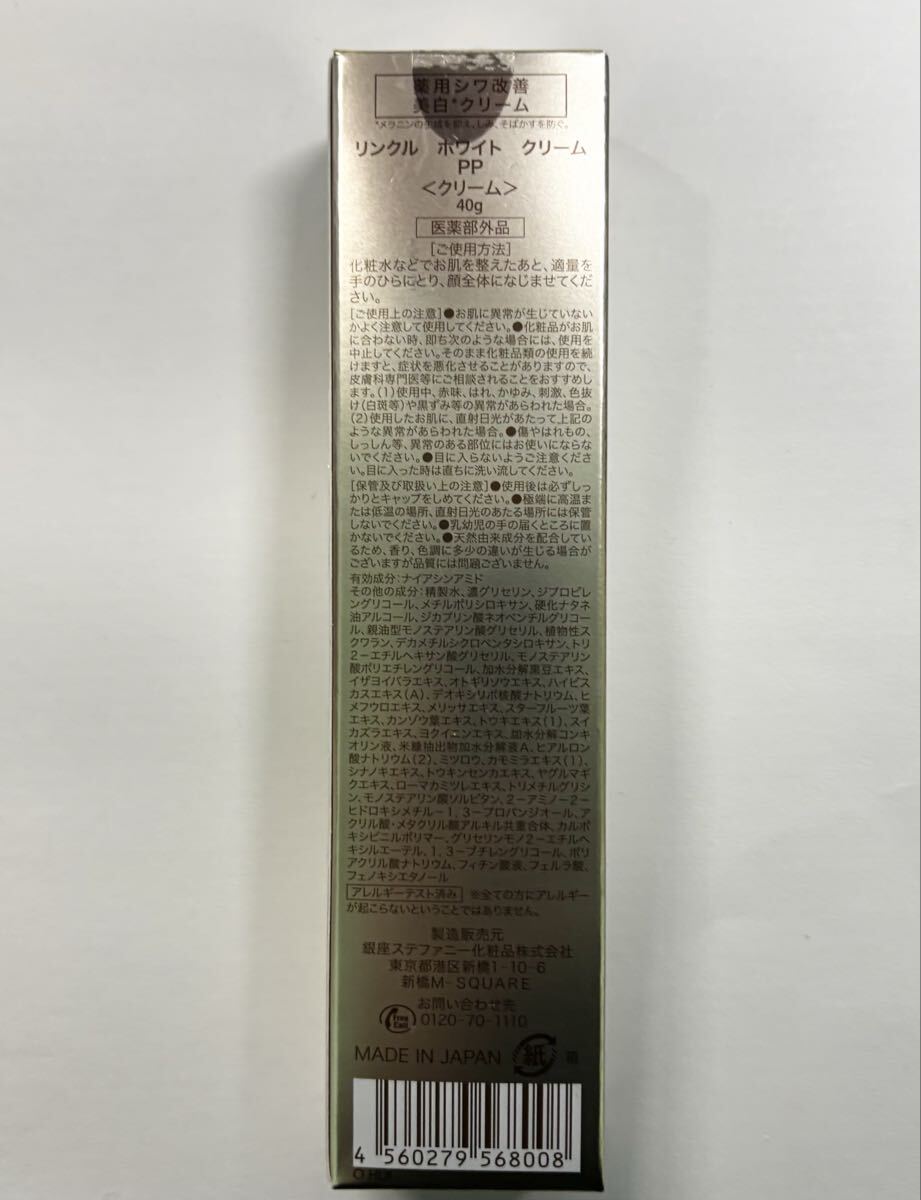 薬用シワ改善
美白*クリーム
*メラニンの生成を抑え、しみ、そばかすを防ぐ。
リンクル ホワイト クリーム
PP
<クリーム>
40g
医薬部外品
[ご使用方法]
化粧水などでお肌を整えたあと、適量を
手のひらにとり、顔全体になじませてくだ
さい。
[ご使用上の注意]●お肌に異常が生じていない
かよく注意して使用してください。●化粧品がお肌
に合わない時、即ち次のような場合には、使用を
中止してください。そのまま化粧品類の使用を続
けますと、症状を悪化させることがありますので、
皮膚科専門医等にご相談されることをおすすめし
ます。(1)使用中、赤味、はれ、かゆみ、刺激、色抜
け(白斑等)や黒ずみ等の異常があらわれた場合。
(2)使用したお肌に、直射日光があたって上記の
ような異常があらわれた場合。●傷やはれもの、
しっしん等、異常のある部位にはお使いにならな
いでください。●目に入らないようご注意くださ
い。目に入った時は直ちに洗い流してください。
[保管及び取扱い上の注意]●使用後は必ずしっ
かりとキャップをしめてください。●極端に高温ま
たは低温の場所、直射日光のあたる場所には保管
しないでください。●乳幼児の手の届くところに置
かないでください。●天然由来成分を配合してい
るため、香り、色調に多少の違いが生じる場合が
ございますが品質には問題ございません。
有効成分:ナイアシンアミド
その他の成分:精製水、濃グリセリン、ジプロピレ
ングリコール、メチルポリシロキサン、硬化ナタネ
油アルコール、ジカプリン酸ネオペンチルグリコー
ル、親油型モノステアリン酸グリセリル、植物性ス
クワラン、デカメチルシクロペンタシロキサン、トリ
2-エチルヘキサン酸グリセリル、モノステアリン
酸ポリエチレングリコール、加水分解黒豆エキス、
イザヨイバラエキス、オトギリソウエキス、ハイビス
カスエキス(A)、デオキシリボ核酸ナトリウム、ヒ
メフウロエキス、メリッサエキス、スターフルーツ葉
エキス、カンゾウ葉エキス、トウキエキス(1)、スイ
カズラエキス、ヨクイニンエキス、加水分解コンキ
オリン液、米糠抽出物加水分解液A、ヒアルロン
酸ナトリウム(2)、ミツロウ、カモミラエキス(1)、
シナノキエキス、トウキンセンカエキス、ヤグルマギ
クエキス、ローマカミツレエキス、トリメチルグリシ
ン、モノステアリン酸ソルビタン、2-アミノ-2-
ヒドロキシメチル-1,3-プロパンジオール、アク
リル酸・メタクリル酸アルキル共重合体、カルボ
キシビニルポリマー、グリセリンモノ2-エチルヘ
キシルエーテル、1,3-ブチレングリコール、ポリ
アクリル酸ナトリウム、フィチン酸液、フェルラ酸、
フェノキシエタノール
アレルギーテスト済み ※全ての方にアレルギー
が起こらないということではありません。
製造販売元
銀座ステファニー化粧品株式会社
東京都港区新橋1-10-6
新橋M-SQUARE
お問い合わせ先
Free Call 0120-70-1110
MADE IN JAPAN 紙 箱
4 560279 568008